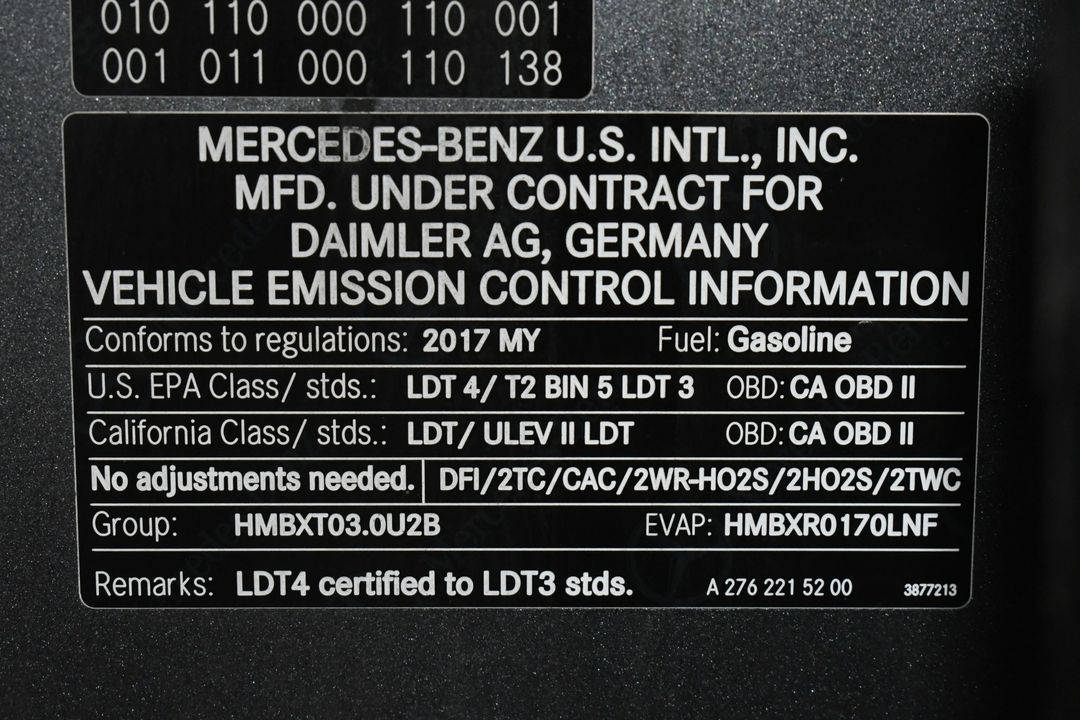 010 110 000 110 001
001 011 000 110 138
MERCEDES-BENZ U.S. INTL., INC.
MFD. UNDER CONTRACT FOR
DAIMLER AG, GERMANY
VEHICLE EMISSION CONTROL INFORMATION
Conforms to regulations: 2017 MY Fuel: Gasoline
U.S. EPA Class/ stds.: LDT 4/ T2 BIN 5 LDT 3 OBD: CA OBD II
California Class/ stds.: LDT/ ULEV II LDT OBD: CA OBD II
No adjustments needed. DFI/2TC/CAC/2WR-HO2S/2HO2S/2TWC
Group: HMBXT03.0U2B EVAP: HMBXR0170LNF
Remarks: LDT4 certified to LDT3 stds. A 276 221 52 00 3877213